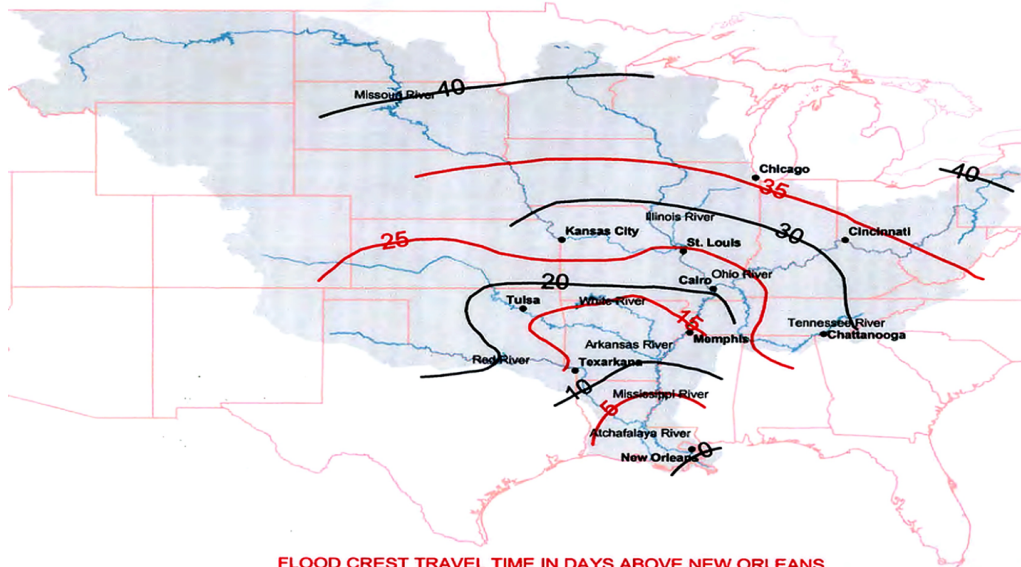 40
Missouri River
40
Chicago
35
Illinois River
30
Kansas City
Cincinnati
25
St. Louis
Ohio River
20
Cairo
Tulsa
White River
15
Tennessee River
Memphis
Chattanooga
Arkansas River
Red River
Texarkana
10
Mississippi River
5
Atchafalaya River
0
New Orleans
FLOOD CREST TRAVEL TIME IN DAYS ABOVE NEW ORLEANS